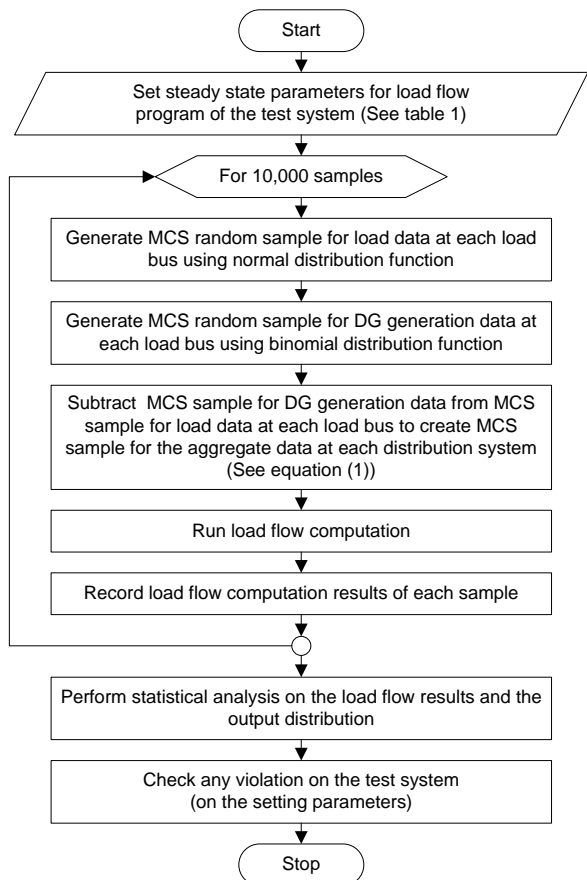 Start
Set steady state parameters for load flow
program of the test system (See table 1)
For 10,000 samples
Generate MCS random sample for load data at each load
bus using normal distribution function
Generate MCS random sample for DG generation data at
each load bus using binomial distribution function
Subtract MCS sample for DG generation data from MCS
sample for load data at each load bus to create MCS
sample for the aggregate data at each distribution system
(See equation (1))
Run load flow computation
Record load flow computation results of each sample
Perform statistical analysis on the load flow results and the
output distribution
Check any violation on the test system
(on the setting parameters)
Stop